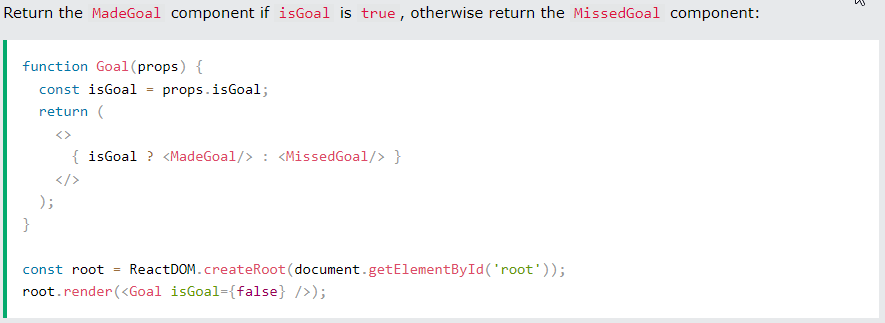 Return the MadeGoal component if isGoal is true , otherwise return the MissedGoal component:
function Goal(props) {
  const isGoal = props.isGoal;
  return (
    <>
      { isGoal ? <MadeGoal/> : <MissedGoal/> }
    </>
  );
}
const root = ReactDOM.createRoot(document.getElementById('root'));
root.render(<Goal isGoal={false} />);